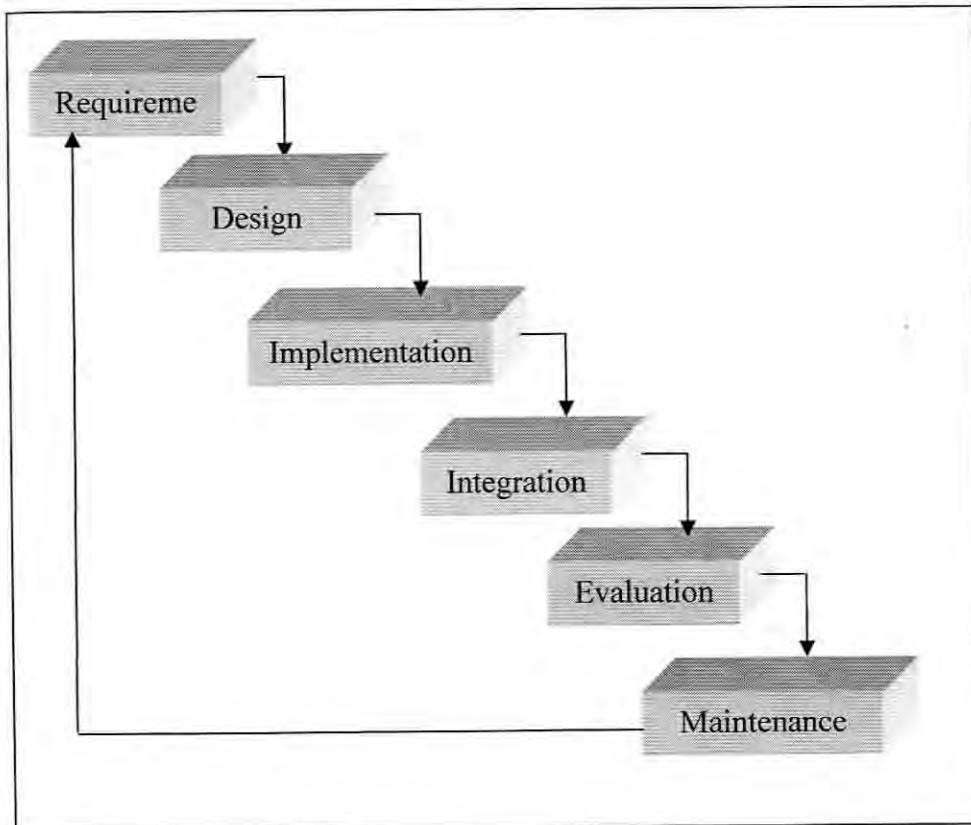 Requireme
Design
Implementation
Integration
Evaluation
Maintenance